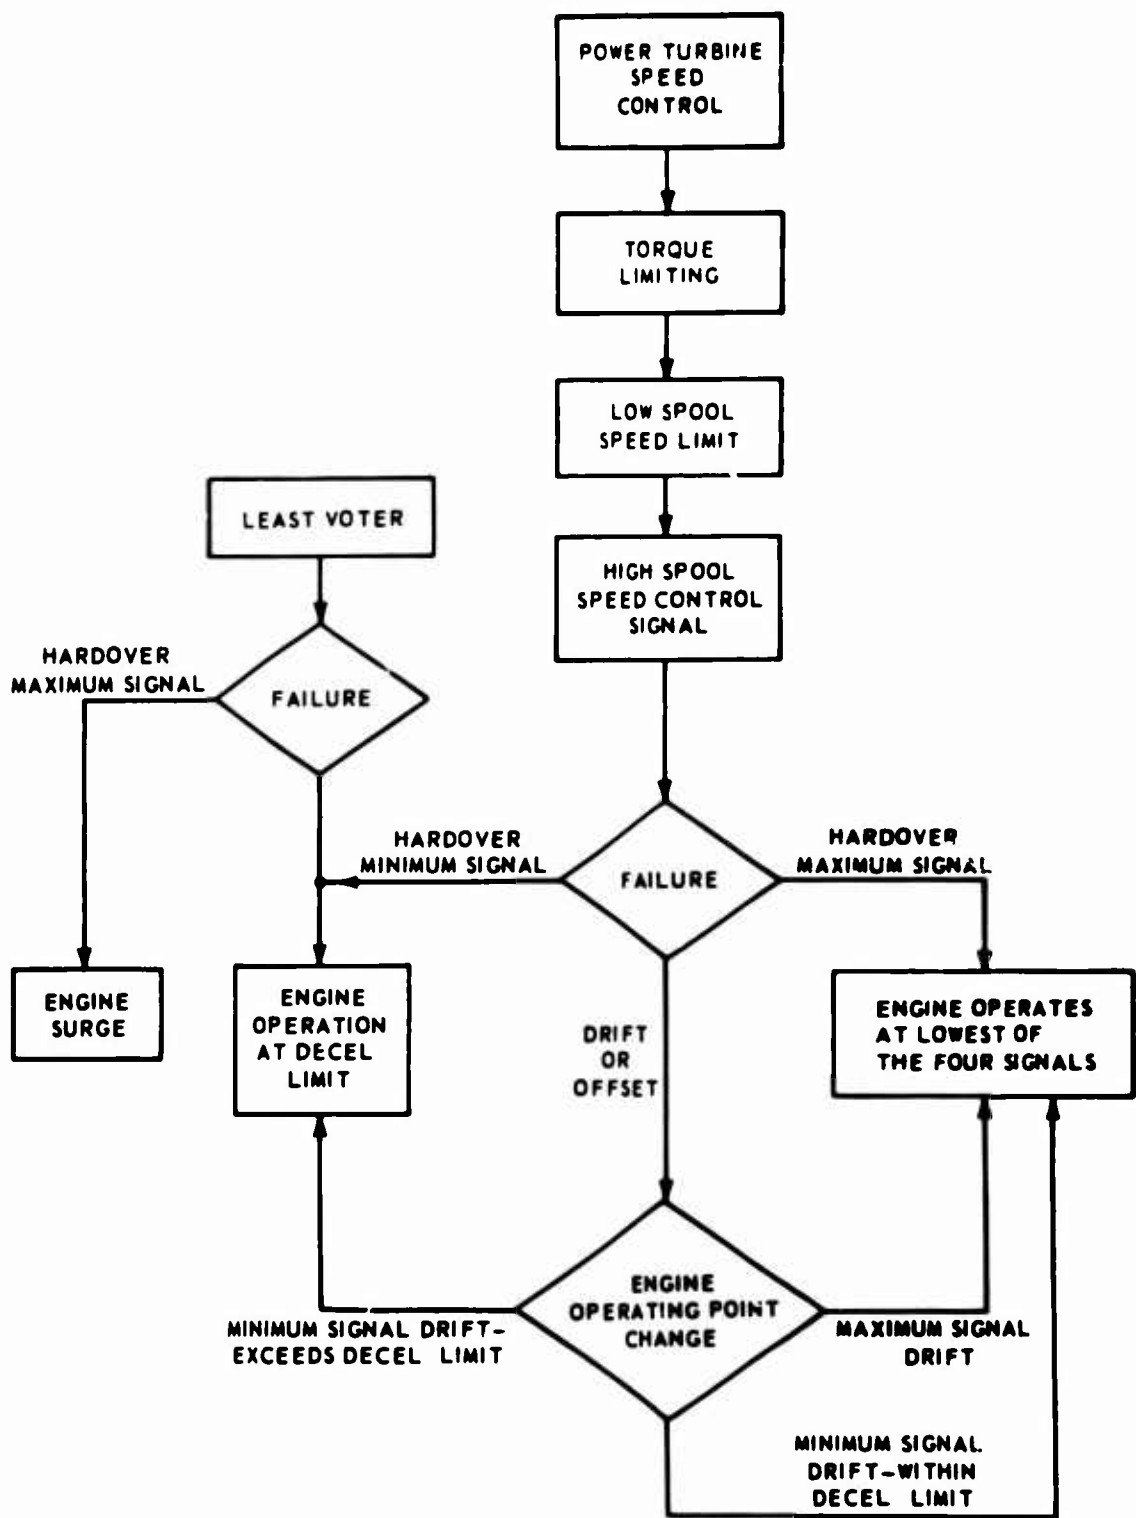 POWER TURBINE
SPEED
CONTROL
TORQUE
LIMITING
LOW SPOOL
SPEED LIMIT
LEAST VOTER
HIGH SPOOL
SPEED CONTROL
SIGNAL
HARDOVER
MAXIMUM SIGNAL
FAILURE
HARDOVER
MINIMUM SIGNAL
FAILURE
HARDOVER
MAXIMUM SIGNAL
ENGINE
SURGE
ENGINE
OPERATION
AT DECEL
LIMIT
DRIFT
OR
OFFSET
ENGINE OPERATES
AT LOWEST OF
THE FOUR SIGNALS
ENGINE
OPERATING POINT
CHANGE
MINIMUM SIGNAL DRIFT-
EXCEEDS DECEL LIMIT
MAXIMUM SIGNAL
DRIFT
MINIMUM SIGNAL
DRIFT-WITHIN
DECEL LIMIT